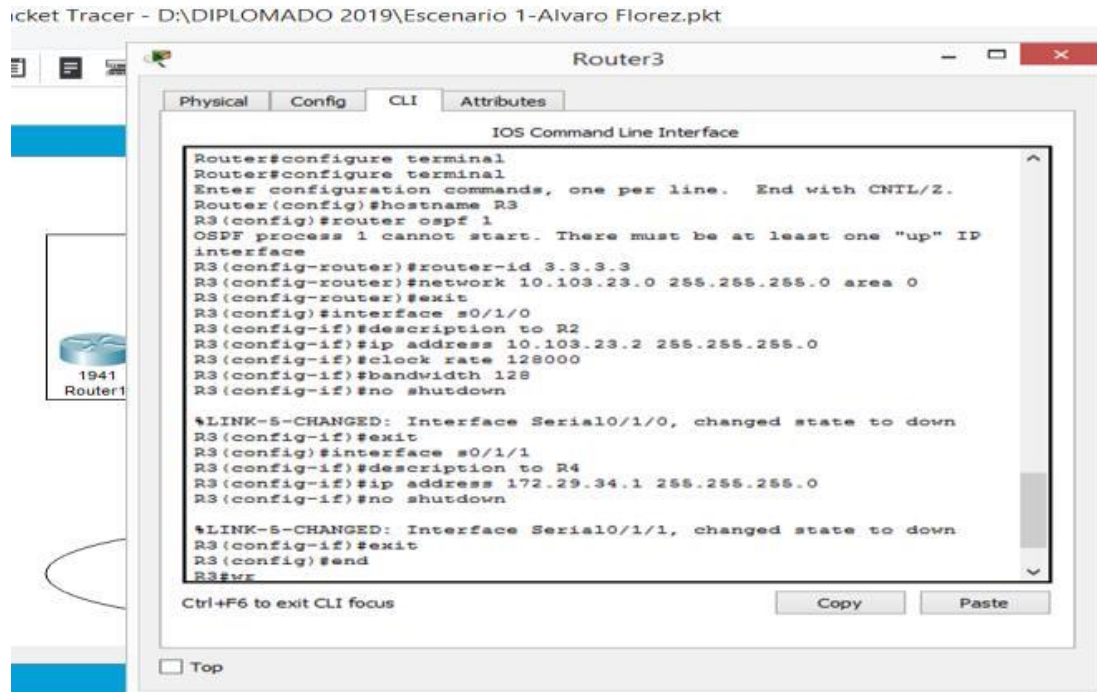 cket Tracer - D:\DIPLOMADO 2019\Escenario 1-Alvaro Florez.pkt
Router3
Physical Config CLI Attributes
IOS Command Line Interface
Router#configure terminal
Router#configure terminal
Enter configuration commands, one per line. End with CNTL/Z.
Router(config)#hostname R3
R3(config)#router ospf 1
OSPF process 1 cannot start. There must be at least one "up" IP
interface
R3(config-router)#router-id 3.3.3.3
R3(config-router)#network 10.103.23.0 255.255.255.0 area 0
R3(config-router)#exit
R3(config)#interface s0/1/0
R3(config-if)#description to R2
R3(config-if)#ip address 10.103.23.2 255.255.255.0
R3(config-if)#clock rate 128000
R3(config-if)#bandwidth 128
R3(config-if)#no shutdown
%LINK-5-CHANGED: Interface Serial0/1/0, changed state to down
R3(config-if)#exit
R3(config)#interface s0/1/1
R3(config-if)#description to R4
R3(config-if)#ip address 172.29.34.1 255.255.255.0
R3(config-if)#no shutdown
%LINK-5-CHANGED: Interface Serial0/1/1, changed state to down
R3(config-if)#exit
R3(config)#end
R3#wr
Ctrl+F6 to exit CLI focus
Copy
Paste
Top
1941
Router1